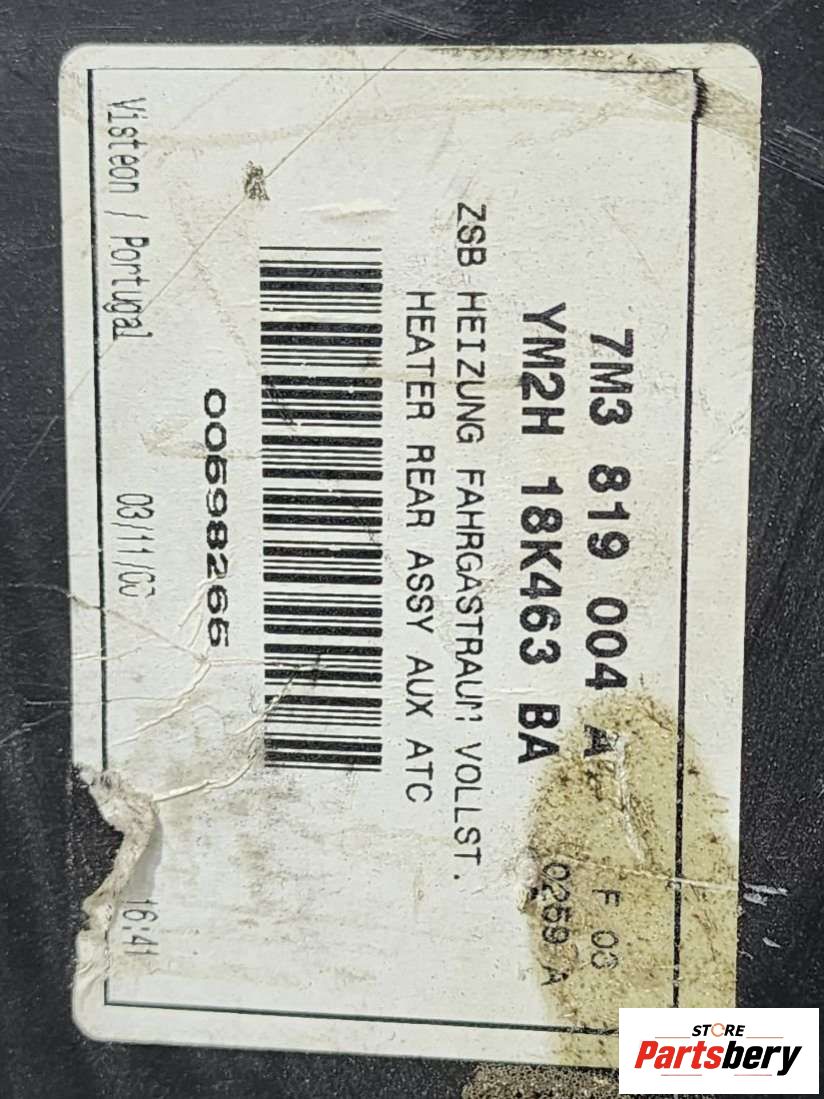 7M3 819 004 A
F 03
YM2H 18K463 BA
0259 A
ZSB HEIZUNG FAHRGASTRAUM VOLLST.
HEATER REAR ASSY AUX ATC
00698265
Visteon / Portugal
03/11/00
16:41
STORE
Partsbery